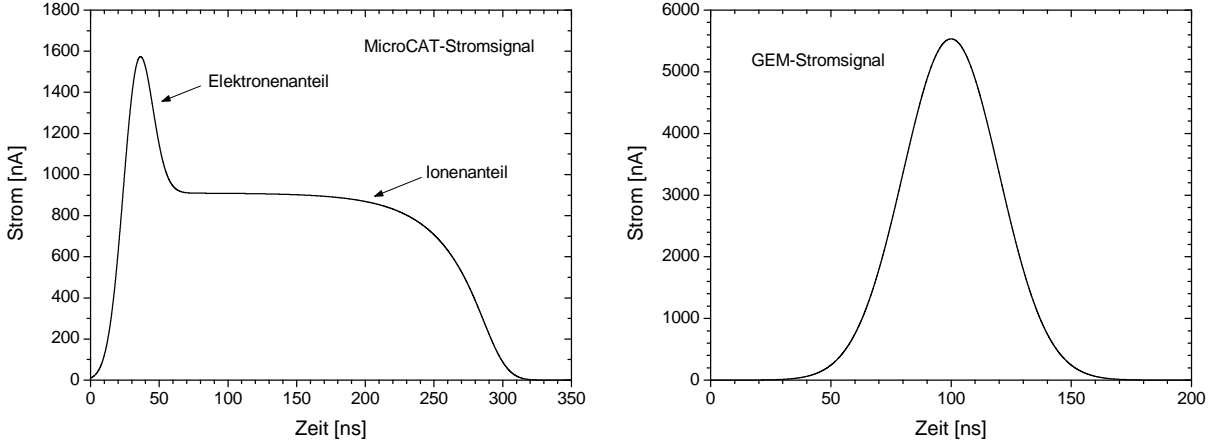 1800
1600
1400
1200
1000
800
600
400
200
0
Strom [nA]
MicroCAT-Stromsignal
Elektronenanteil
Ionenanteil
0 50 100 150 200 250 300 350
Zeit [ns]
6000
5000
4000
3000
2000
1000
0
Strom [nA]
GEM-Stromsignal
0 50 100 150 200
Zeit [ns]